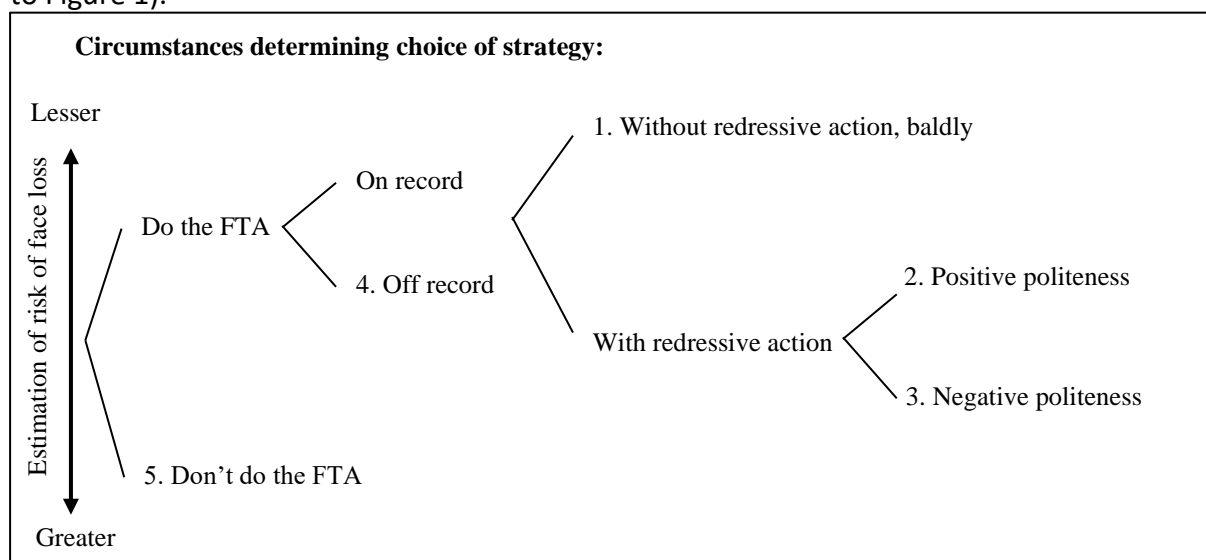 to Figure 1).
Circumstances determining choice of strategy:
Lesser
1. Without redressive action, baldly
On record
Do the FTA
4. Off record
2. Positive politeness
With redressive action
3. Negative politeness
5. Don’t do the FTA
Greater
Estimation of risk of face loss